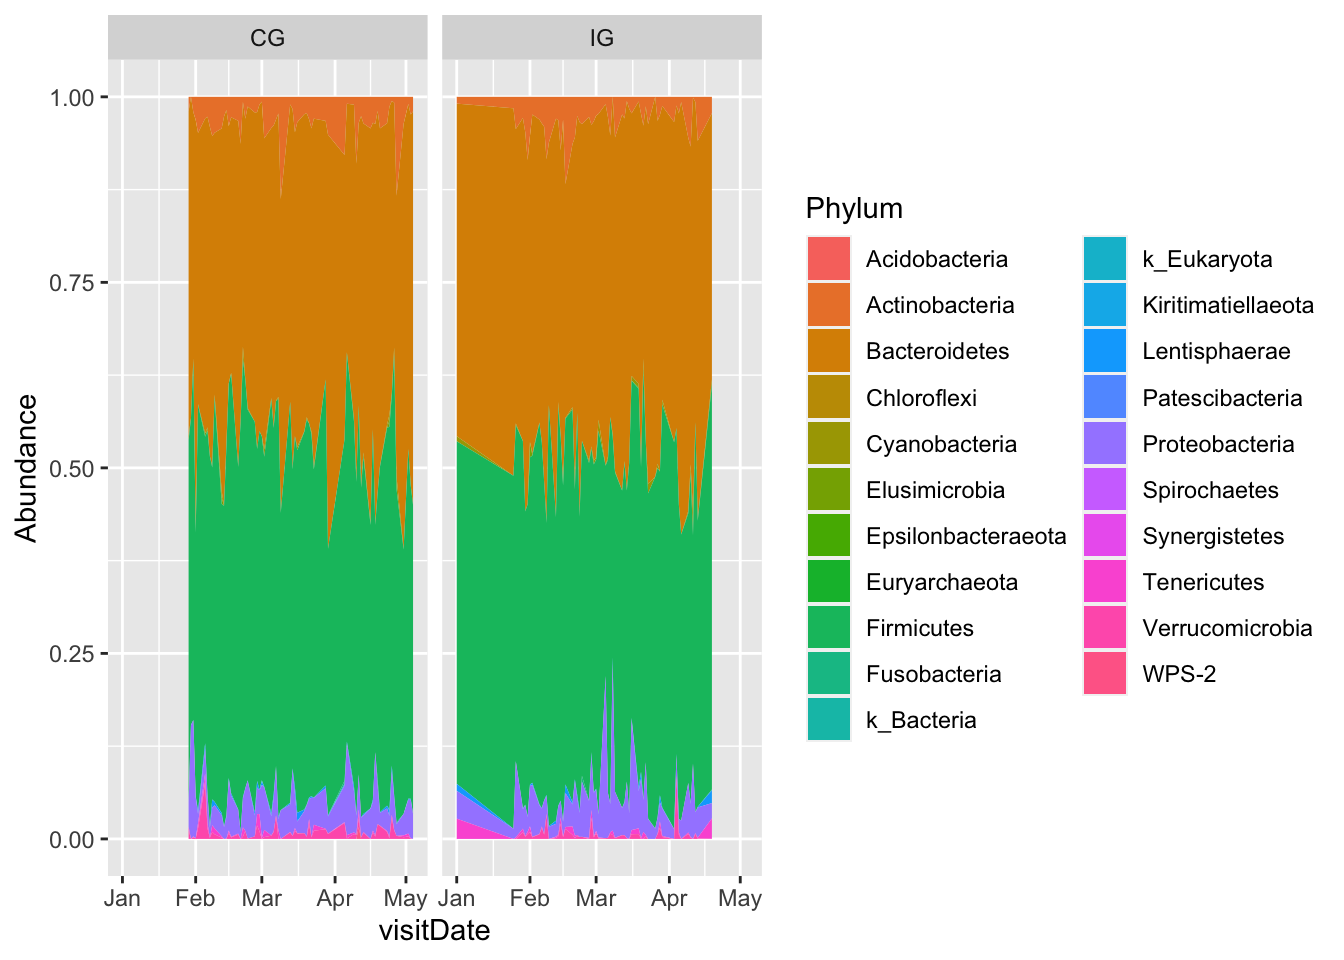 CG IG
1.00
0.75
0.50
0.25
0.00
Abundance
Jan Feb Mar Apr May Jan Feb Mar Apr May
visitDate
Phylum
Acidobacteria
Actinobacteria
Bacteroidetes
Chloroflexi
Cyanobacteria
Elusimicrobia
Epsilonbacteraeota
Euryarchaeota
Firmicutes
Fusobacteria
k_Bacteria
k_Eukaryota
Kiritimatiellaeota
Lentisphaerae
Patescibacteria
Proteobacteria
Spirochaetes
Synergistetes
Tenericutes
Verrucomicrobia
WPS-2